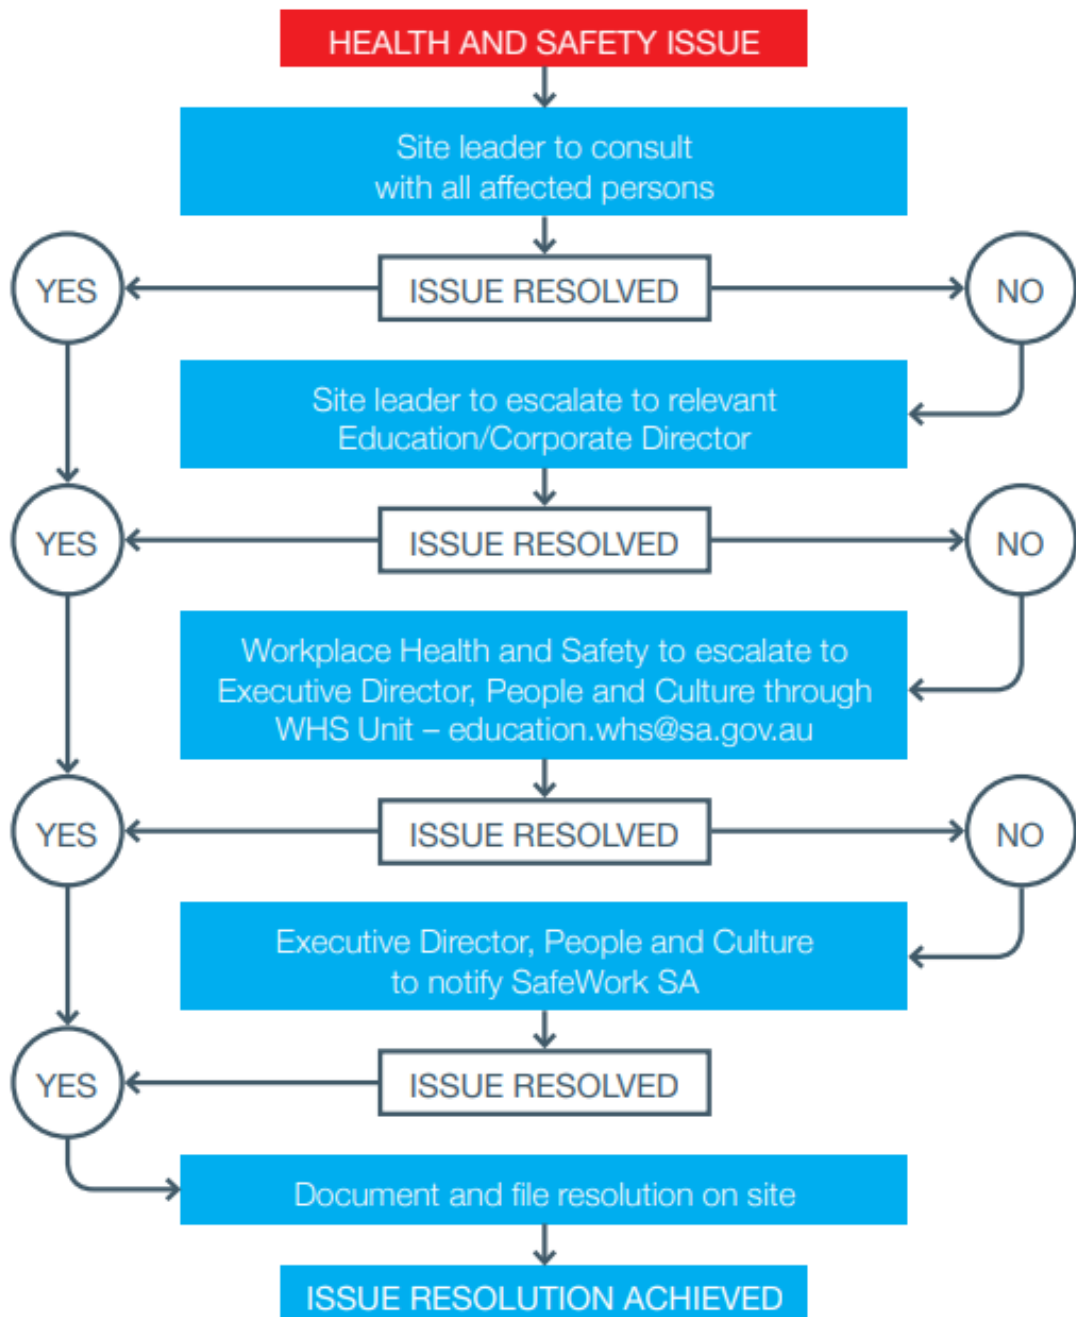 HEALTH AND SAFETY ISSUE
Site leader to consult
with all affected persons
YES
ISSUE RESOLVED
NO
Site leader to escalate to relevant
Education/Corporate Director
YES
ISSUE RESOLVED
NO
Workplace Health and Safety to escalate to
Executive Director, People and Culture through
WHS Unit – education.whs@sa.gov.au
YES
ISSUE RESOLVED
NO
Executive Director, People and Culture
to notify SafeWork SA
YES
ISSUE RESOLVED
Document and file resolution on site
ISSUE RESOLUTION ACHIEVED